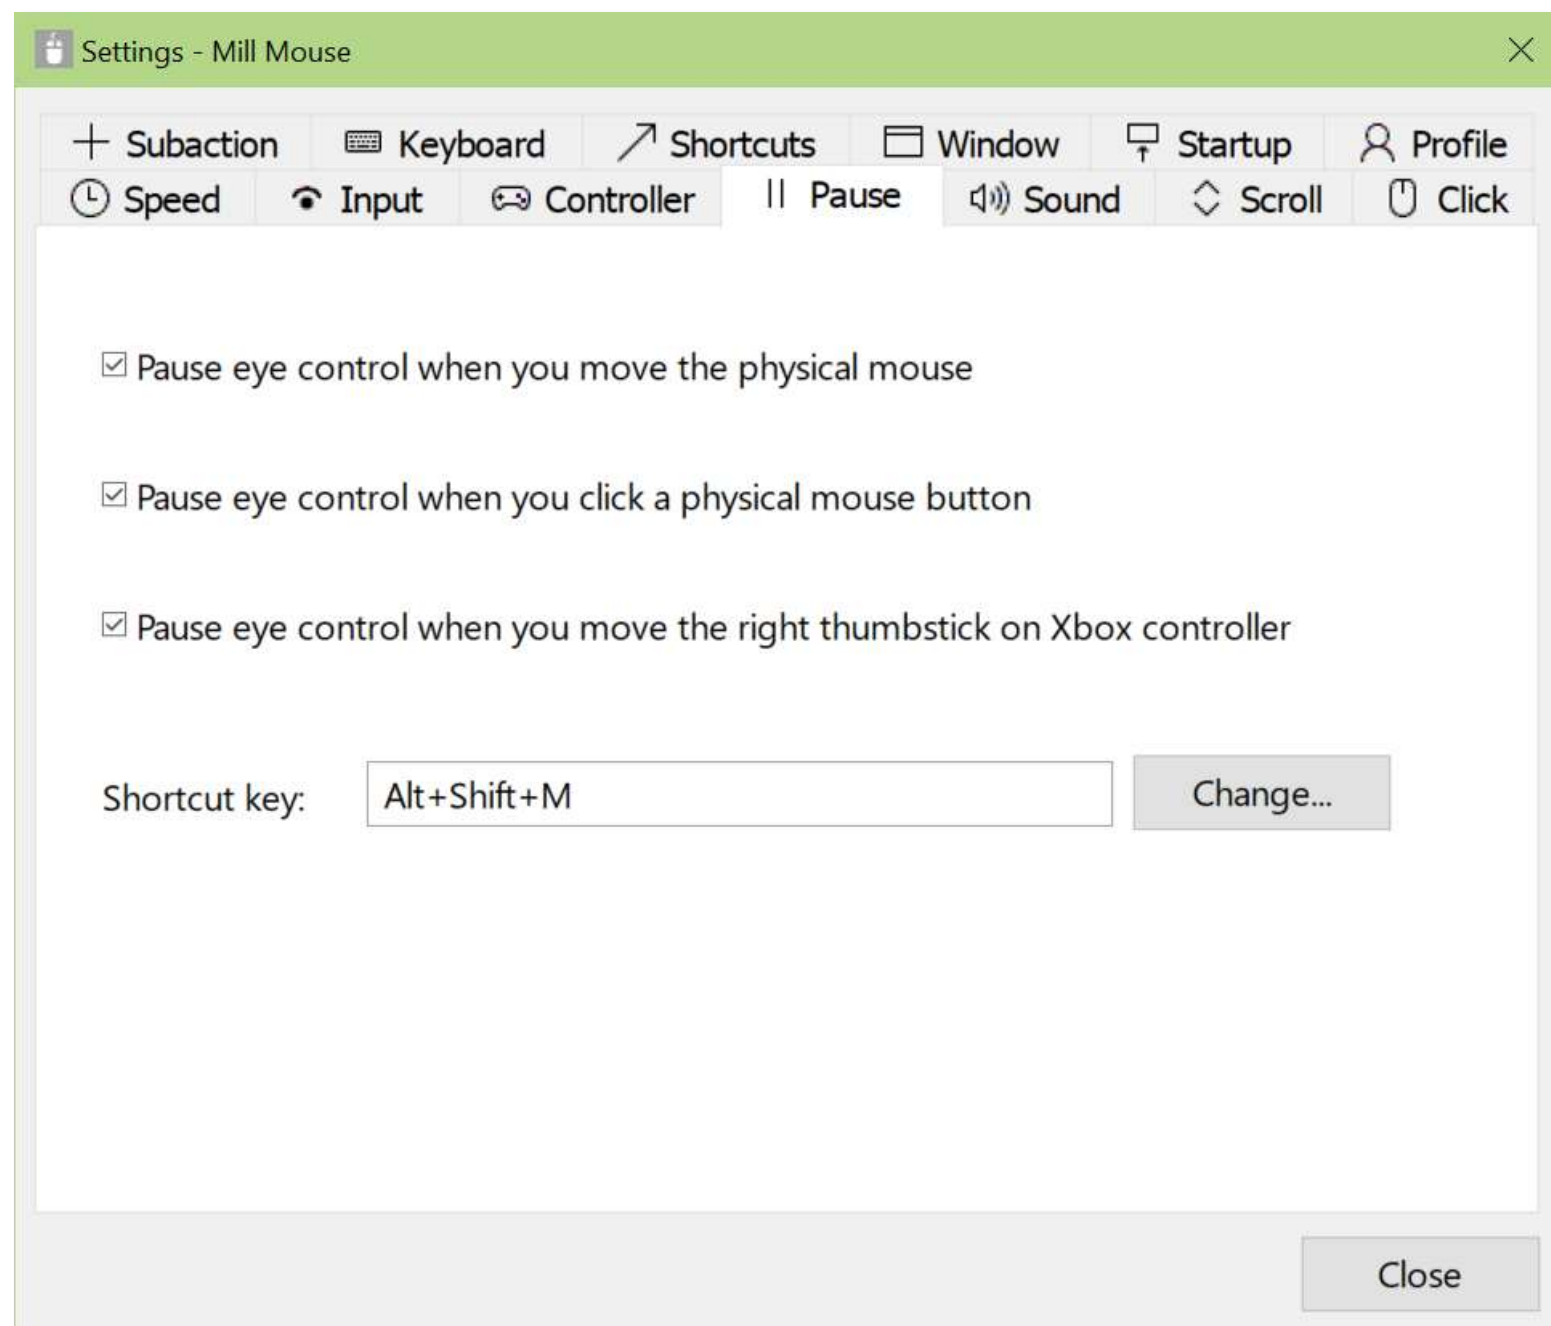 Settings - Mill Mouse
Subaction Keyboard Shortcuts Window Startup Profile
Speed Input Controller Pause Sound Scroll Click
Pause eye control when you move the physical mouse
Pause eye control when you click a physical mouse button
Pause eye control when you move the right thumbstick on Xbox controller
Shortcut key: Alt+Shift+M Change...
Close